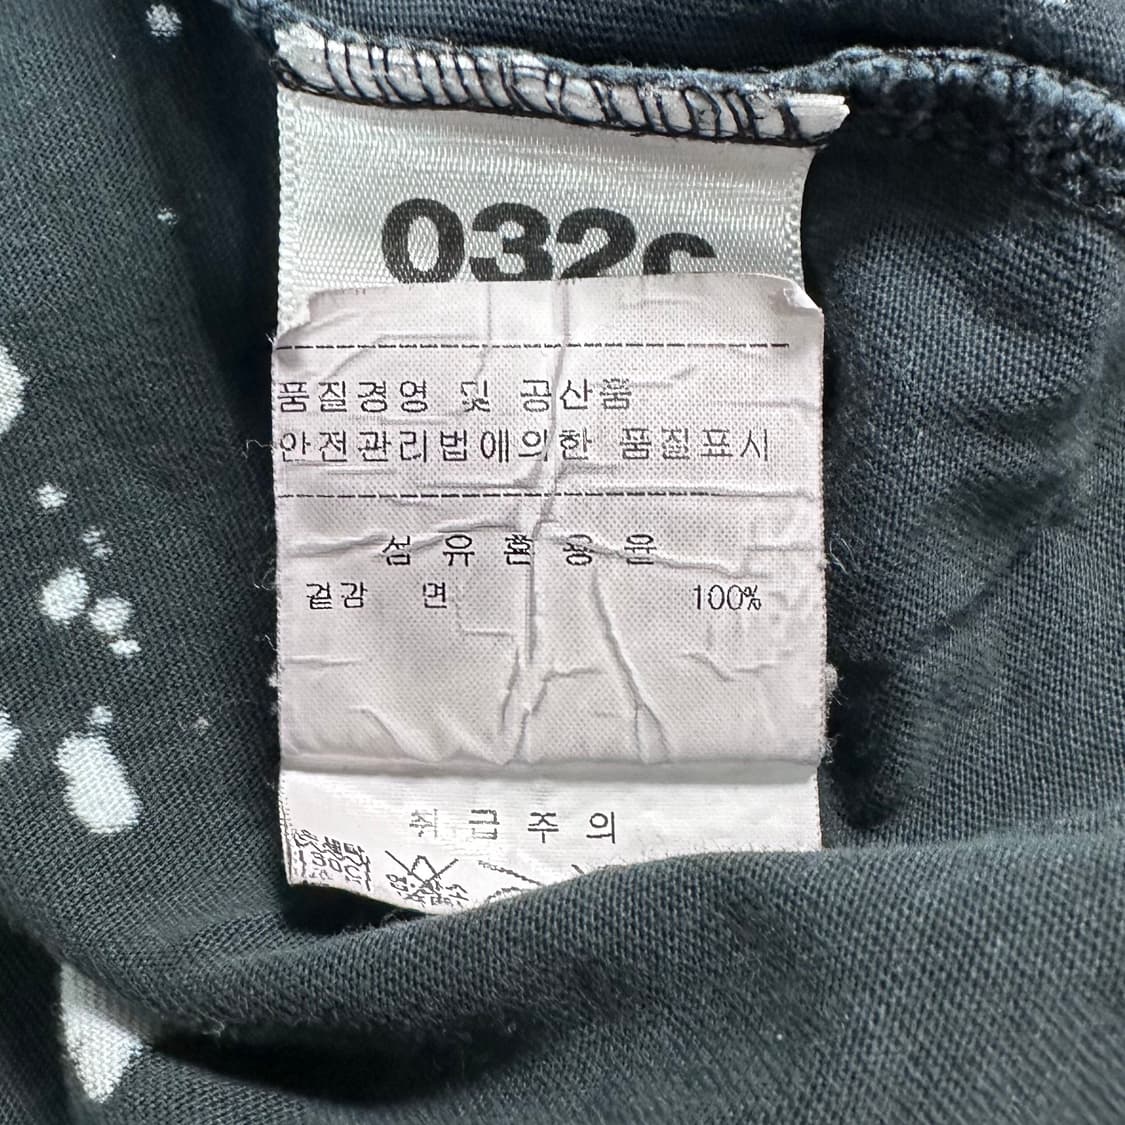 032c
품질경영 및 공산품
안전관리법에의한 품질표시
섬 유 혼 용 율
겉감 면 100%
취 급 주 의